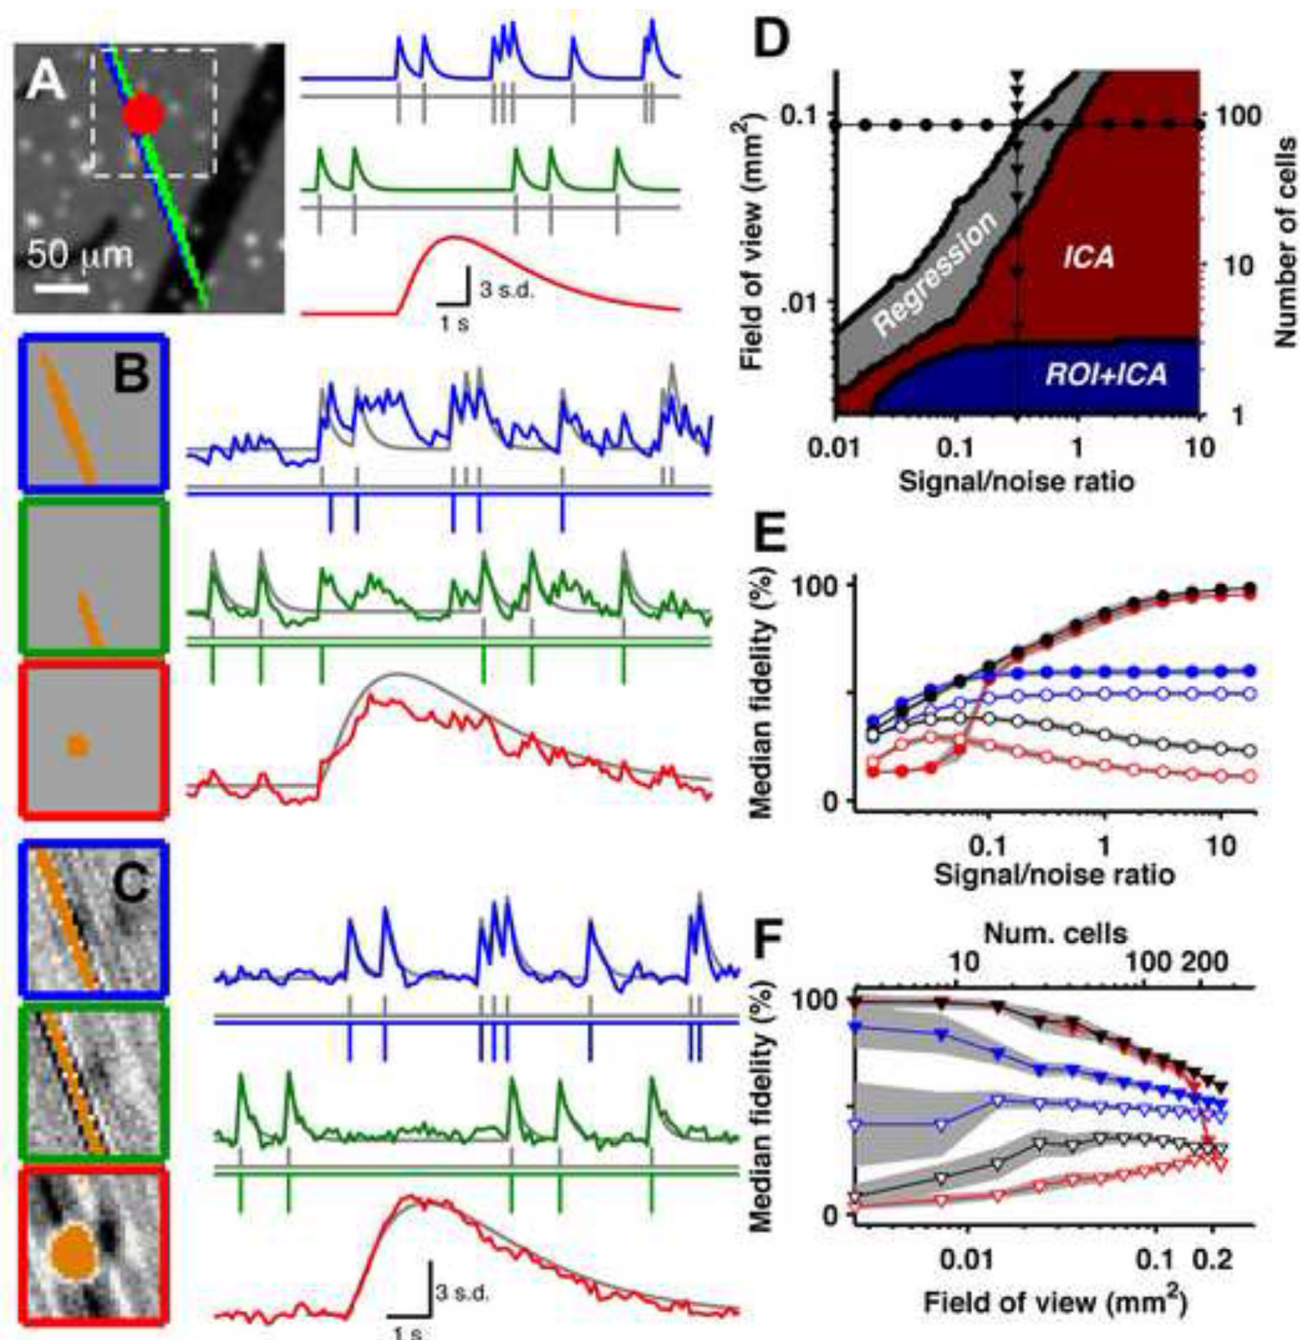 A
50 μm
3 s.d.
1 s
B
C
3 s.d.
1 s
D
Field of view (mm2)
0.1
.01
Regression
ICA
ROI+ICA
100
10
1
Number of cells
0.01 0.1 1 10
Signal/noise ratio
E
Median fidelity (%)
100
0
0.1 1 10
Signal/noise ratio
F
Num. cells
10 100 200
Median fidelity (%)
100
0
0.01 0.1 0.2
Field of view (mm2)